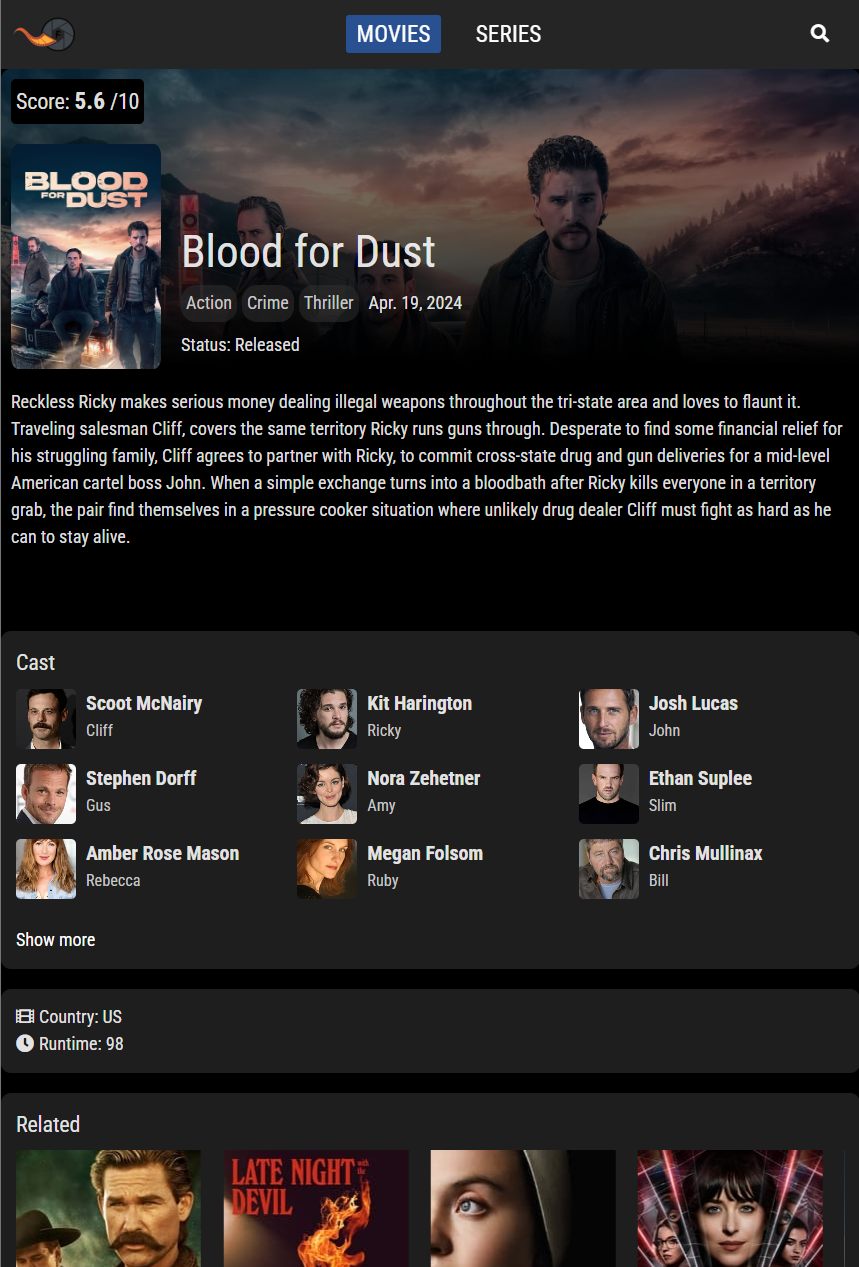 MOVIES SERIES
Score: 5.6 /10
BLOOD
FOR DUST
Blood for Dust
Action Crime Thriller Apr. 19, 2024
Status: Released
Reckless Ricky makes serious money dealing illegal weapons throughout the tri-state area and loves to flaunt it.
Traveling salesman Cliff, covers the same territory Ricky runs guns through. Desperate to find some financial relief for
his struggling family, Cliff agrees to partner with Ricky, to commit cross-state drug and gun deliveries for a mid-level
American cartel boss John. When a simple exchange turns into a bloodbath after Ricky kills everyone in a territory
grab, the pair find themselves in a pressure cooker situation where unlikely drug dealer Cliff must fight as hard as he
can to stay alive.
Cast
Scoot McNairy
Cliff
Kit Harington
Ricky
Josh Lucas
John
Stephen Dorff
Gus
Nora Zehetner
Amy
Ethan Suplee
Slim
Amber Rose Mason
Rebecca
Megan Folsom
Ruby
Chris Mullinax
Bill
Show more
Country: US
Runtime: 98
Related
LATE NIGHT with the
DEVIL